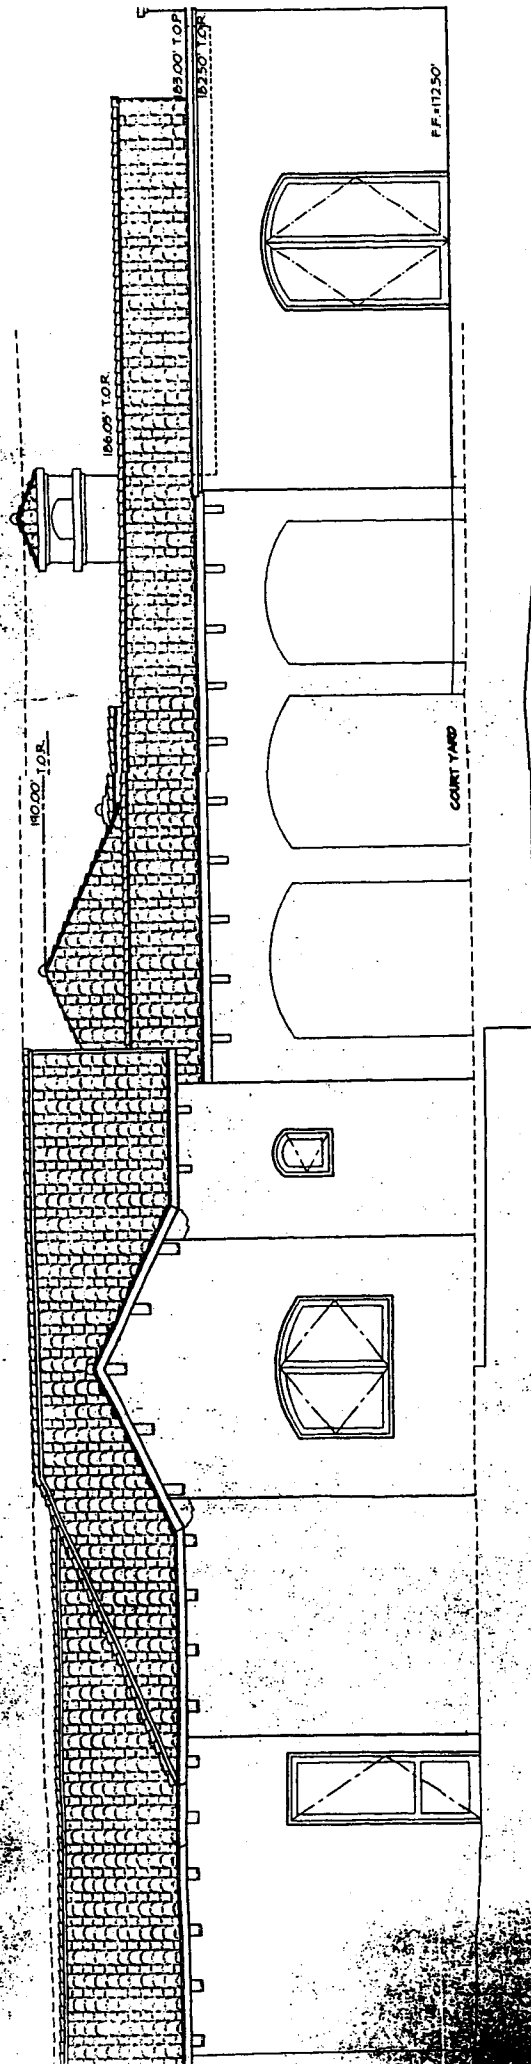 183.00' T.O.P.
182.50' T.O.R.
F.F.=172.50'
186.05' T.O.R.
190.00' T.O.R.
COURT YARD